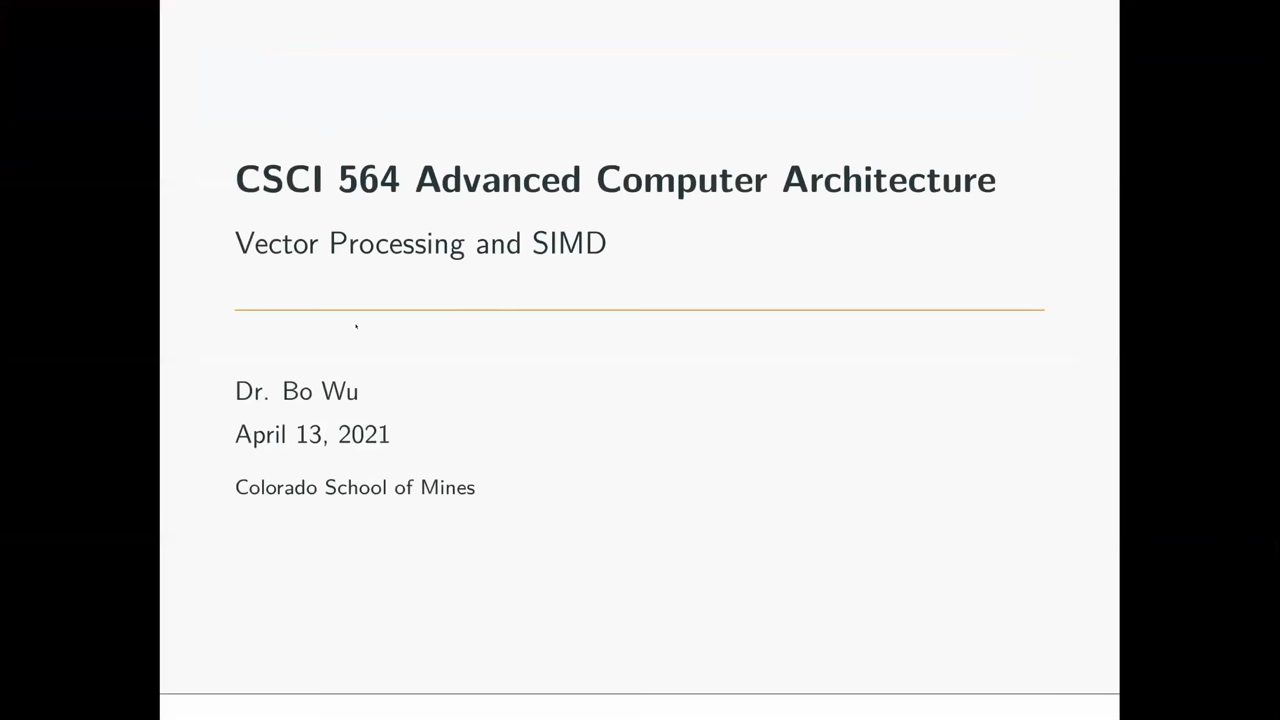 CSCI 564 Advanced Computer Architecture
Vector Processing and SIMD
Dr. Bo Wu
April 13, 2021
Colorado School of Mines